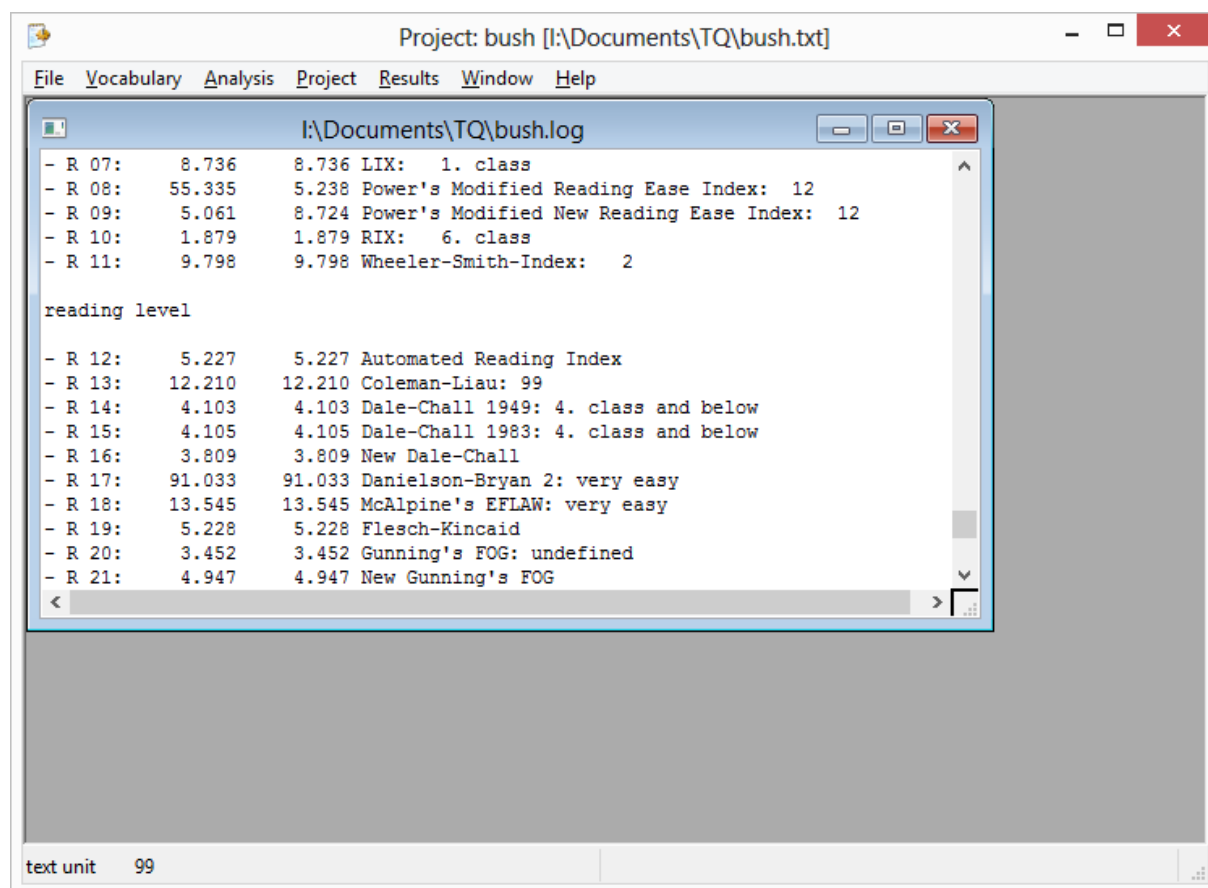 Project: bush [I:\Documents\TQ\bush.txt]
File Vocabulary Analysis Project Results Window Help
I:\Documents\TQ\bush.log
- R 07: 8.736 8.736 LIX: 1. class
- R 08: 55.335 5.238 Power's Modified Reading Ease Index: 12
- R 09: 5.061 8.724 Power's Modified New Reading Ease Index: 12
- R 10: 1.879 1.879 RIX: 6. class
- R 11: 9.798 9.798 Wheeler-Smith-Index: 2
reading level
- R 12: 5.227 5.227 Automated Reading Index
- R 13: 12.210 12.210 Coleman-Liau: 99
- R 14: 4.103 4.103 Dale-Chall 1949: 4. class and below
- R 15: 4.105 4.105 Dale-Chall 1983: 4. class and below
- R 16: 3.809 3.809 New Dale-Chall
- R 17: 91.033 91.033 Danielson-Bryan 2: very easy
- R 18: 13.545 13.545 McAlpine's EFLAW: very easy
- R 19: 5.228 5.228 Flesch-Kincaid
- R 20: 3.452 3.452 Gunning's FOG: undefined
- R 21: 4.947 4.947 New Gunning's FOG
text unit 99